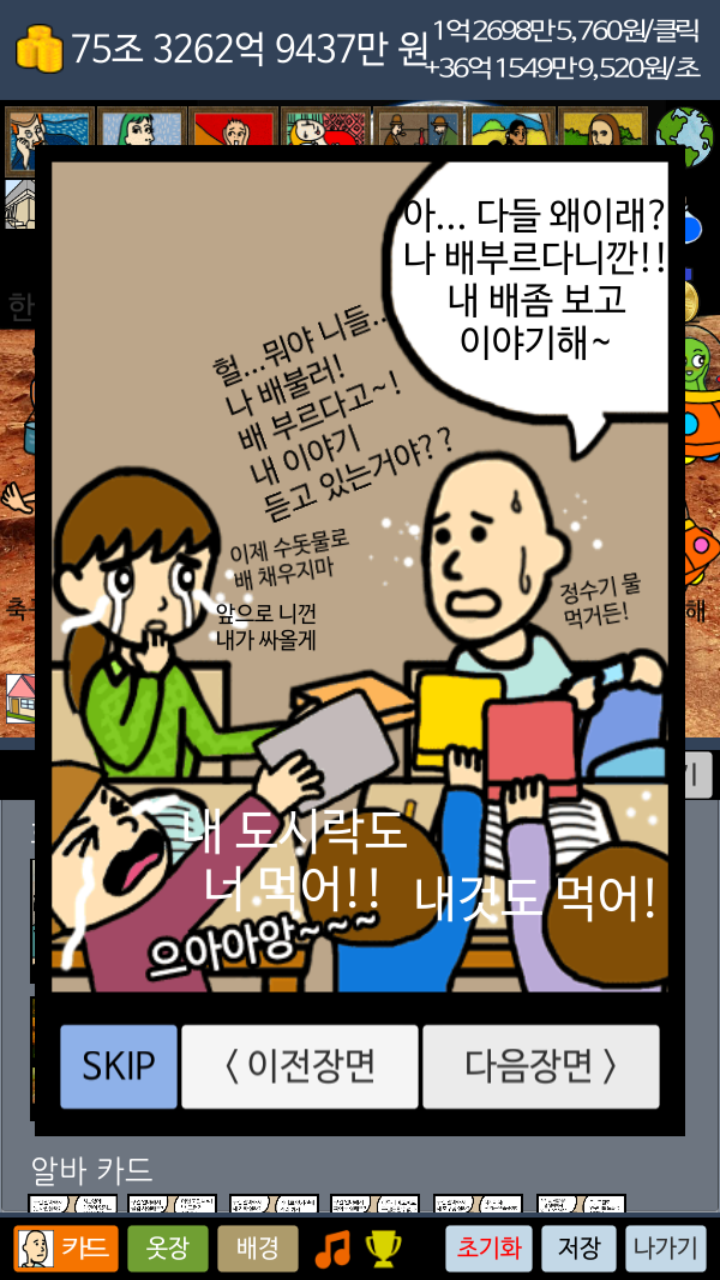 75조 3262억 9437만 원
1억 2698만 5,760원/클릭
+36억 1549만 9,520원/초
아... 다들 왜이래?
나 배부르다니깐!!
내 배좀 보고
이야기해~
헐...뭐야 니들..
나 배불러!
배 부르다고~!
내 이야기
듣고 있는거야??
이제 수돗물로
배 채우지마
앞으로 니껀
내가 싸올게
정수기 물
먹거든!
한
축
해
기
내 도시락도
너 먹어!!
내것도 먹어!
으아아앙~~~
SKIP
< 이전장면
다음장면 >
알바 카드
카드
옷장
배경
초기화
저장
나가기